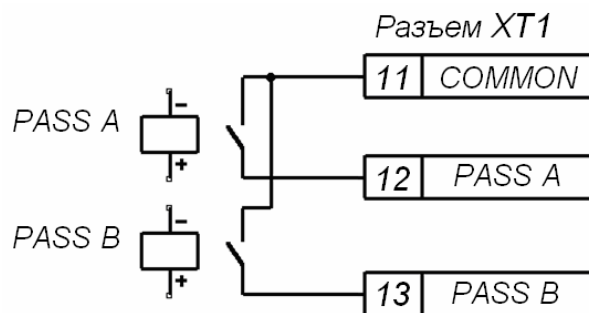 Разъем XT1
11 COMMON
PASS A
-
+
12 PASS A
-
PASS B
+
13 PASS B